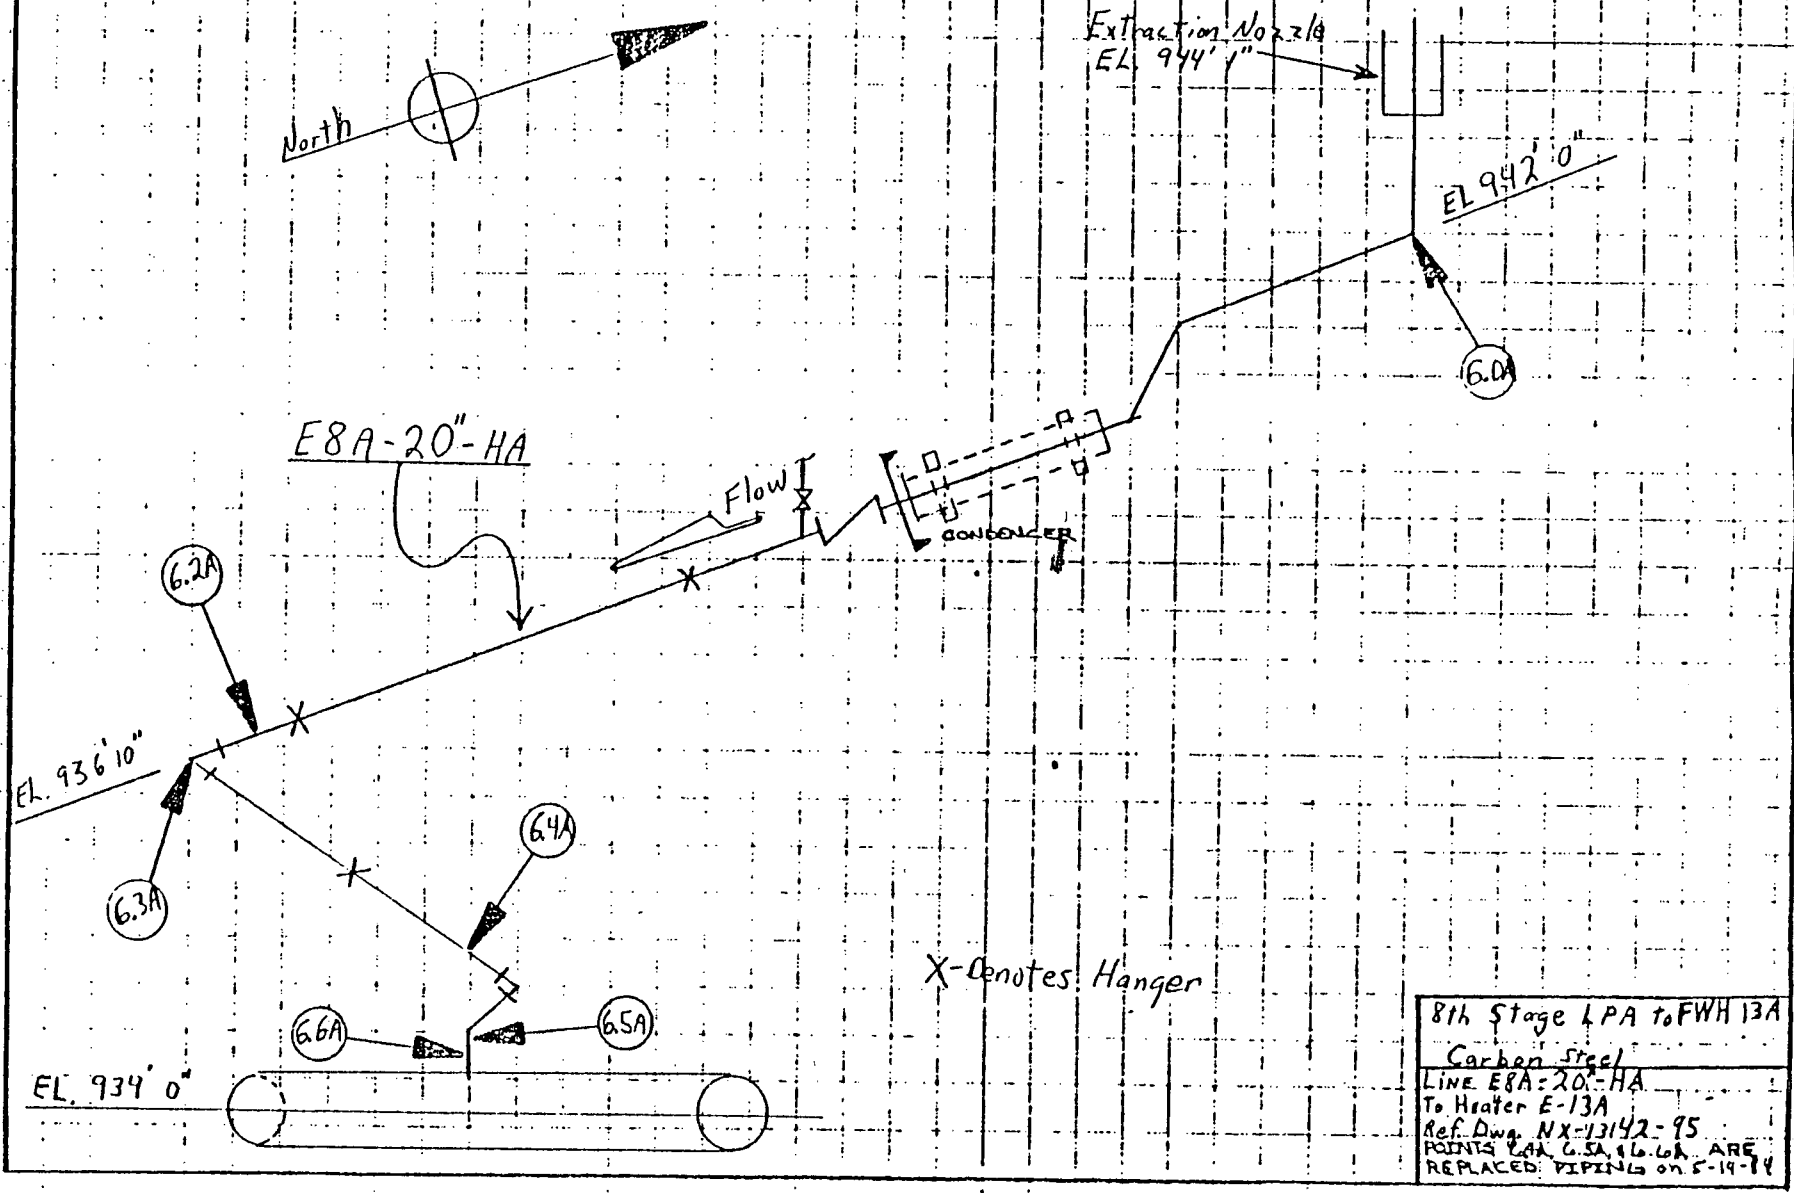 Extraction Nozzle
EL. 944' 1"
North
EL 942' 0"
6.0A
E8A-20"-HA
Flow
CONDENCER
6.2A
EL. 936'10"
6.4A
6.3A
X-Denotes Hanger
6.6A
6.5A
EL. 934' 0"
8th Stage LPA to FWH 13A
Carbon Steel
LINE E8A-20"-HA
To Heater E-13A
Ref. Dwg. NX-13142-95
POINTS 6.5A, & 6.6A ARE
REPLACED PIPING on 5-19-84